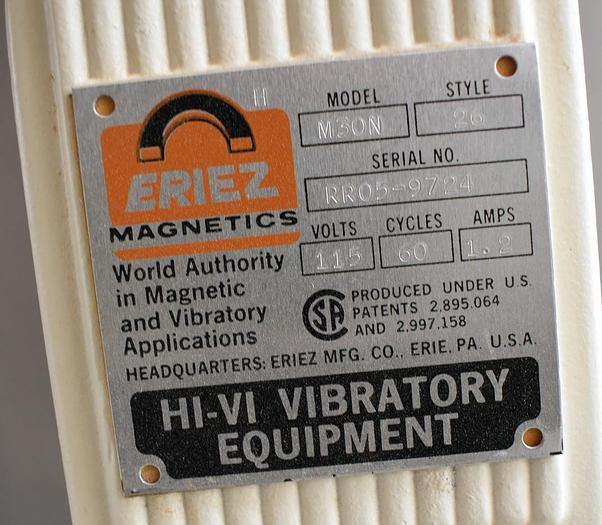 H
MODEL STYLE
M30N 26
ERIEZ
MAGNETICS
SERIAL NO.
RR05-9724
VOLTS CYCLES AMPS
115 60 1.2
World Authority
in Magnetic
and Vibratory
Applications
SA
PRODUCED UNDER U.S.
PATENTS 2,895.064
AND 2,997.158
HEADQUARTERS: ERIEZ MFG. CO., ERIE, PA. U.S.A.
HI-VI VIBRATORY
EQUIPMENT